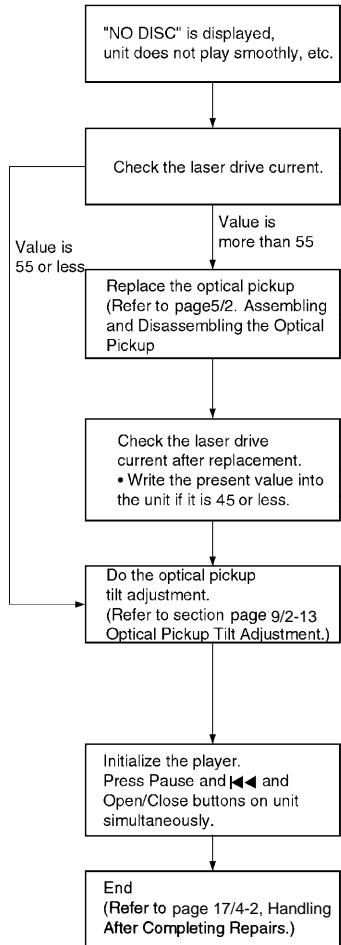 "NO DISC" is displayed,
unit does not play smoothly, etc.
Check the laser drive current.
Value is
more than 55
Value is
55 or less
Replace the optical pickup
(Refer to page5/2. Assembling
and Disassembling the Optical
Pickup
Check the laser drive
current after replacement.
• Write the present value into
the unit if it is 45 or less.
Do the optical pickup
tilt adjustment.
(Refer to section page 9/2-13
Optical Pickup Tilt Adjustment.)
Initialize the player.
Press Pause and ⏮ and
Open/Close buttons on unit
simultaneously.
End
(Refer to page 17/4-2, Handling
After Completing Repairs.)